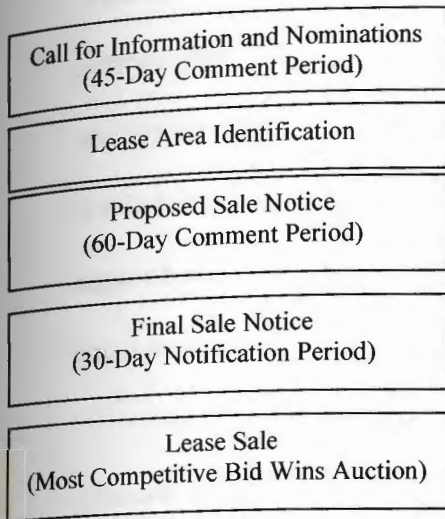 Call for Information and Nominations
(45-Day Comment Period)
Lease Area Identification
Proposed Sale Notice
(60-Day Comment Period)
Final Sale Notice
(30-Day Notification Period)
Lease Sale
(Most Competitive Bid Wins Auction)